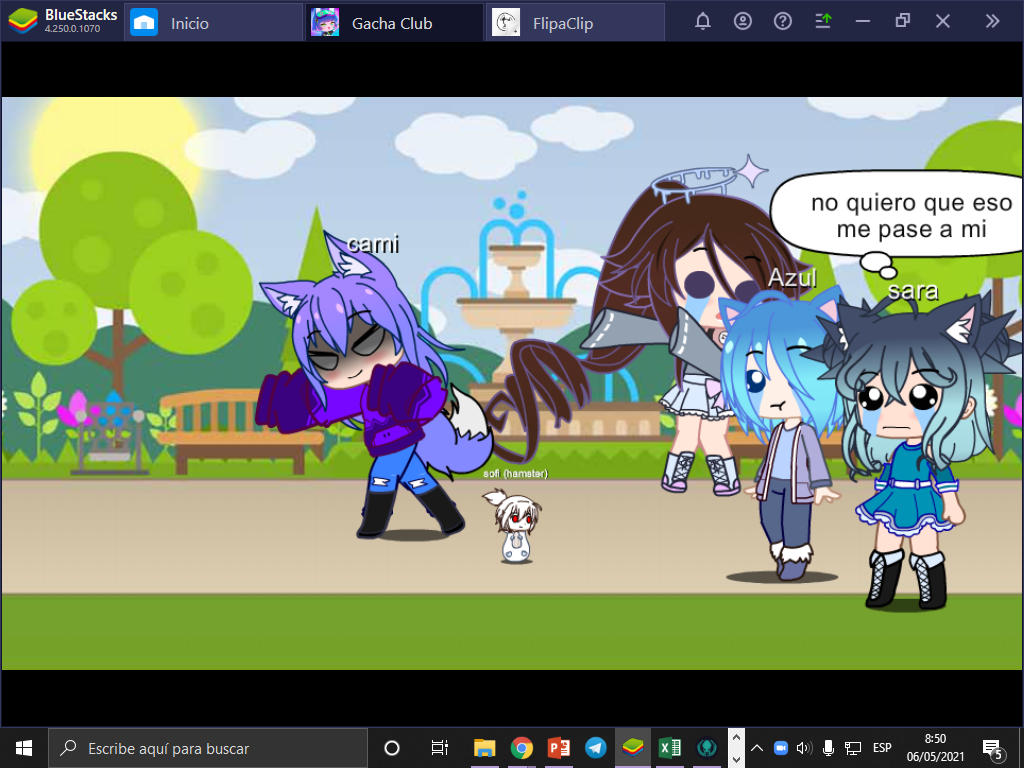 BlueStacks
4.250.0.1070
Inicio
Gacha Club
FlipaClip
no quiero que eso
me pase a mi
cami
Azul
sara
sofi (hamster)
Escribe aquí para buscar
ESP
8:50
06/05/2021
5